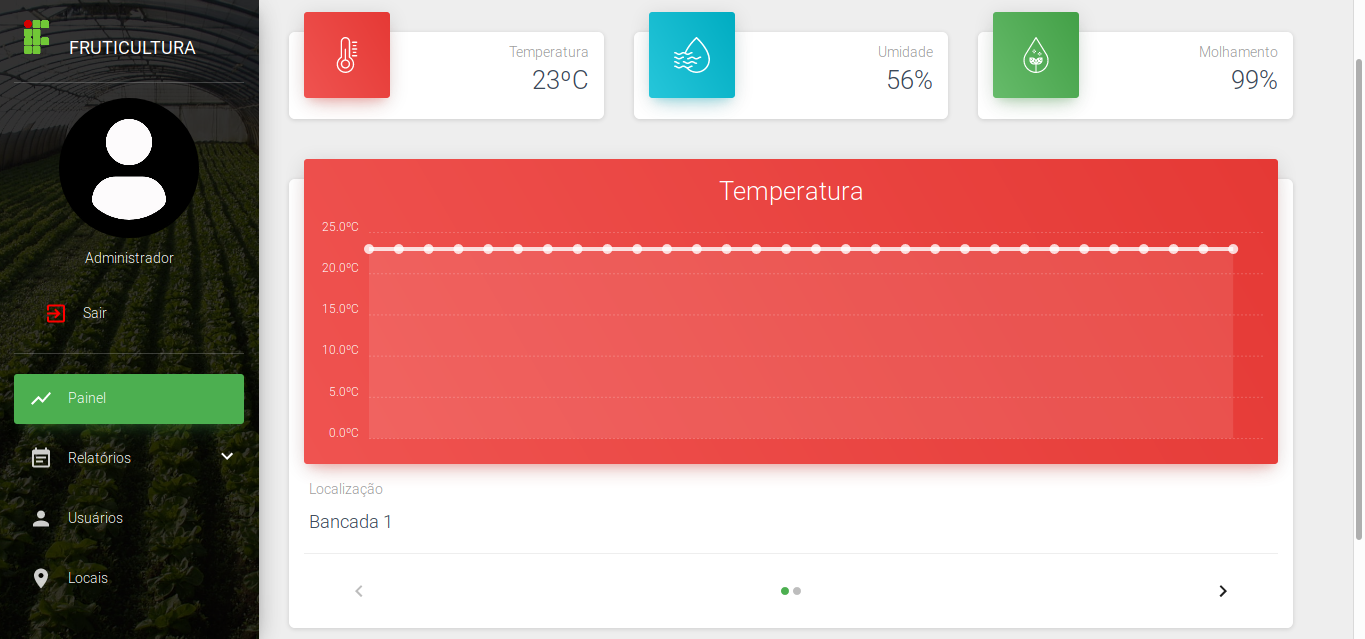 FRUTICULTURA
Administrador
Sair
Painel
Relatórios
Usuários
Locais
Temperatura
23ºC
Umidade
56%
Molhamento
99%
Temperatura
25.0ºC
20.0ºC
15.0ºC
10.0ºC
5.0ºC
0.0ºC
Localização
Bancada 1